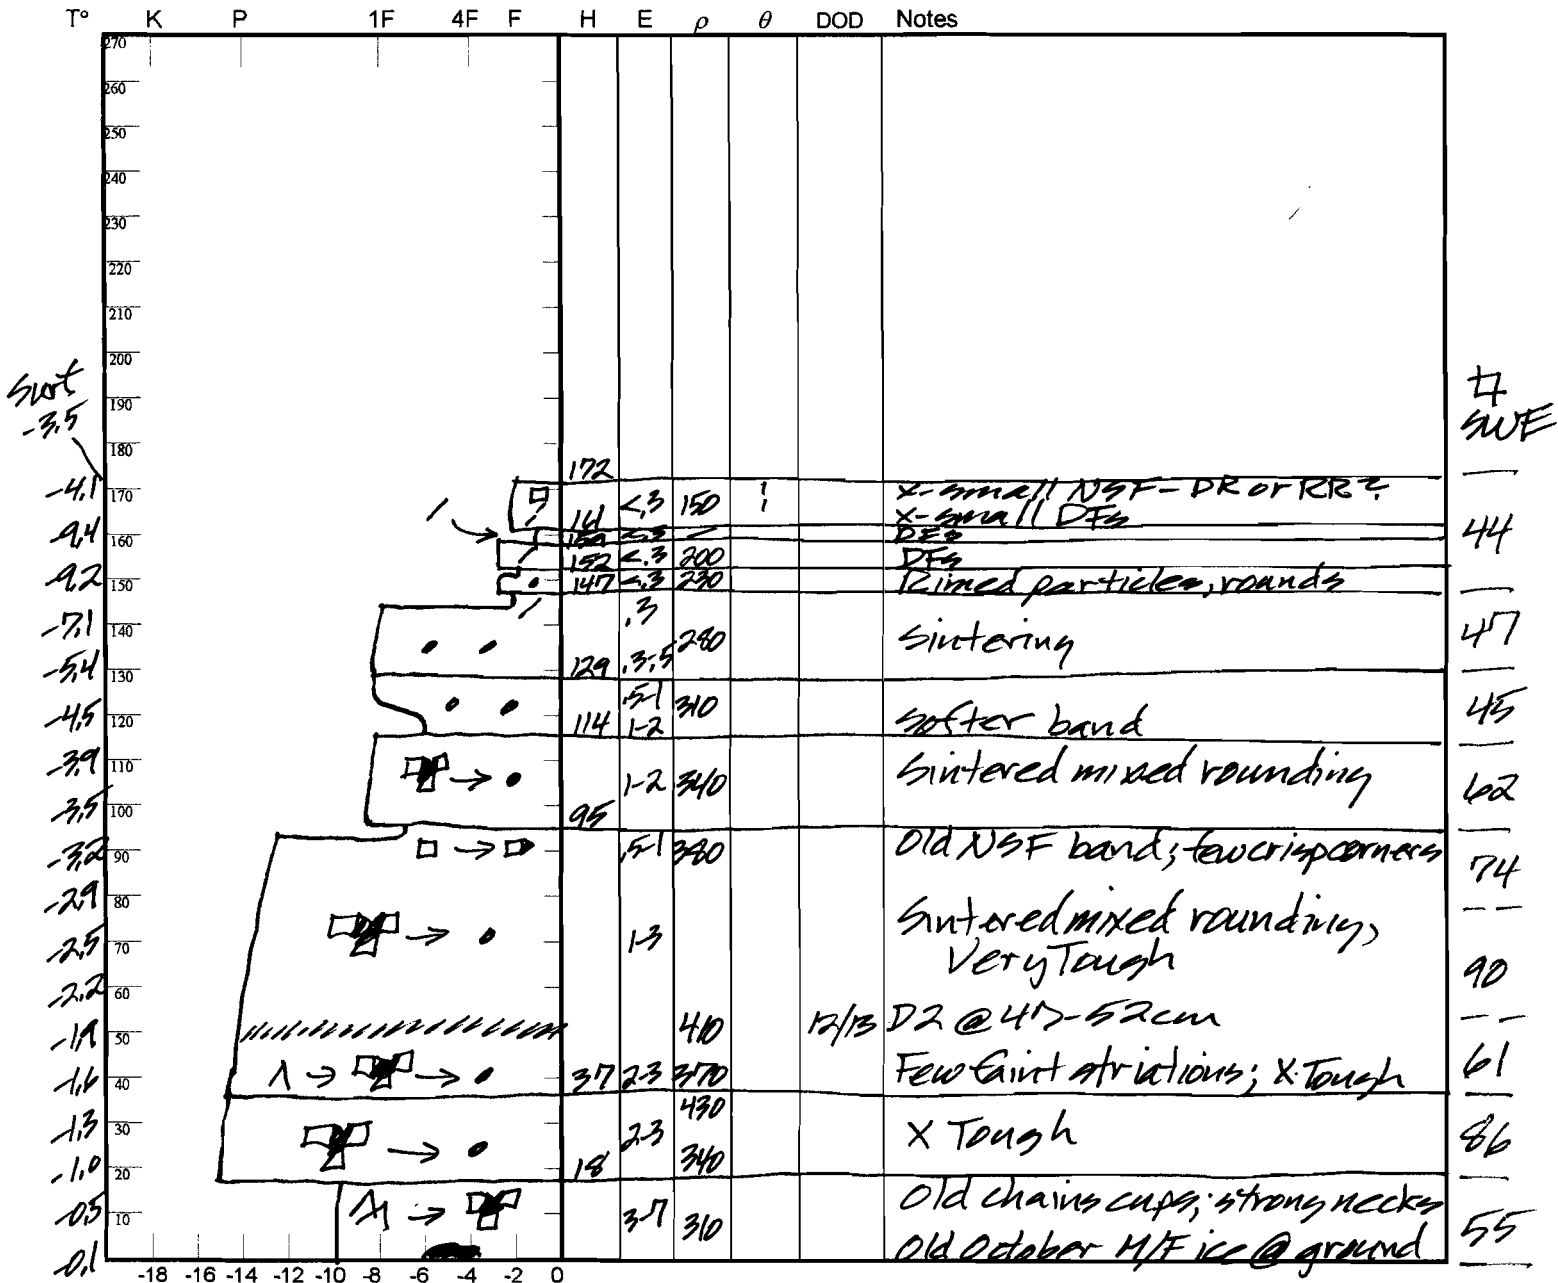 T° K P 1F 4F F H E ρ θ DOD Notes
270
260
250
240
230
220
210
200
Surf
-3.5
190
#
SWE
180
172
-4.1 170 <.3 150 X-small NSF-DR or RR?
161 X-small DFs
-9.4 160 DFs 44
152 <.3 200 DFs
-9.2 150 147 <.3 230 Rimed particles, rounds
.3
-7.1 140 280 Sintering 47
-5.4 130 129 .3-.5
.5-1 310
-4.5 120 114 1-2 Softer band 45
-3.9 110 1-2 340 Sintered mixed rounding 62
-3.5 100 95
-3.2 90 .5-1 380 Old NSF band; few crisp corners
74
-2.9 80 Sintered mixed rounding,
-2.5 70 1-3 Very Tough
-2.2 60 90
-1.9 50 410 12/13 D2 @ 47-52cm
-1.6 40 37 2-3 370 Few faint striations; X-Tough 61
430
-1.3 30 2-3 X Tough 86
-1.0 20 18 340
Old chains cups; strong necks
-0.5 10 3-7 310 55
-0.1 Old October M/F ice @ ground
-18 -16 -14 -12 -10 -8 -6 -4 -2 0